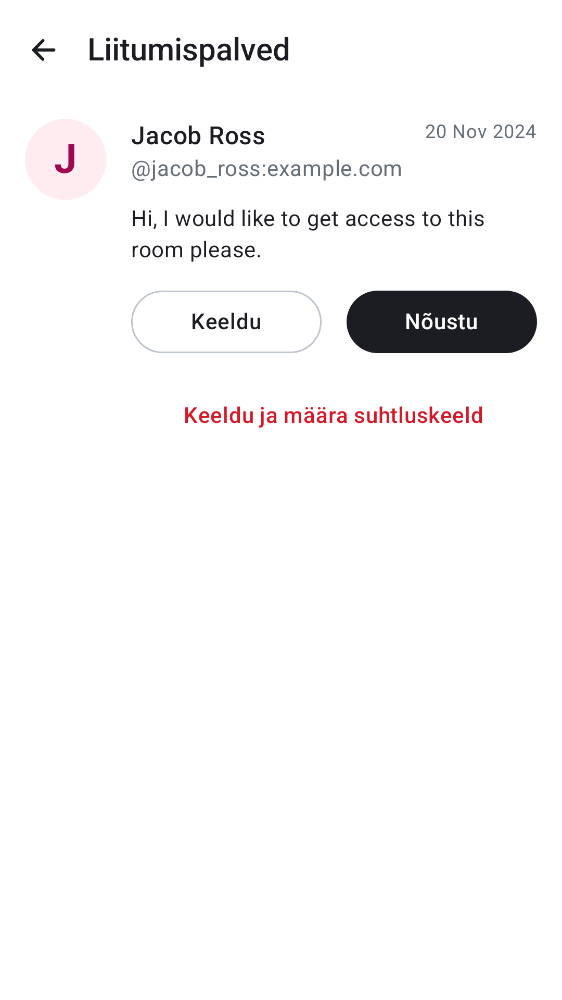 Liitumispalved
J
Jacob Ross
20 Nov 2024
@jacob_ross:example.com
Hi, I would like to get access to this
room please.
Keeldu
Nõustu
Keeldu ja määra suhtluskeeld